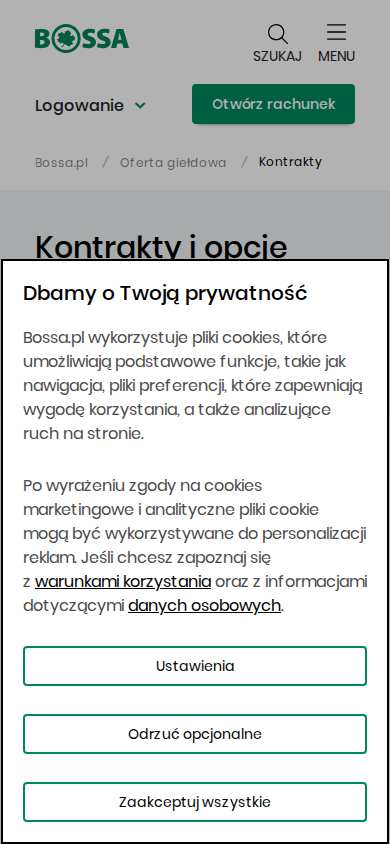 BOSSA
SZUKAJ
MENU
Logowanie
Otwórz rachunek
Bossa.pl / Oferta giełdowa / Kontrakty
Kontrakty i opcje
Dbamy o Twoją prywatność
Bossa.pl wykorzystuje pliki cookies, które
umożliwiają podstawowe funkcje, takie jak
nawigacja, pliki preferencji, które zapewniają
wygodę korzystania, a także analizujące
ruch na stronie.
Po wyrażeniu zgody na cookies
marketingowe i analityczne pliki cookie
mogą być wykorzystywane do personalizacji
reklam. Jeśli chcesz zapoznaj się
z warunkami korzystania oraz z informacjami
dotyczącymi danych osobowych.
Ustawienia
Odrzuć opcjonalne
Zaakceptuj wszystkie